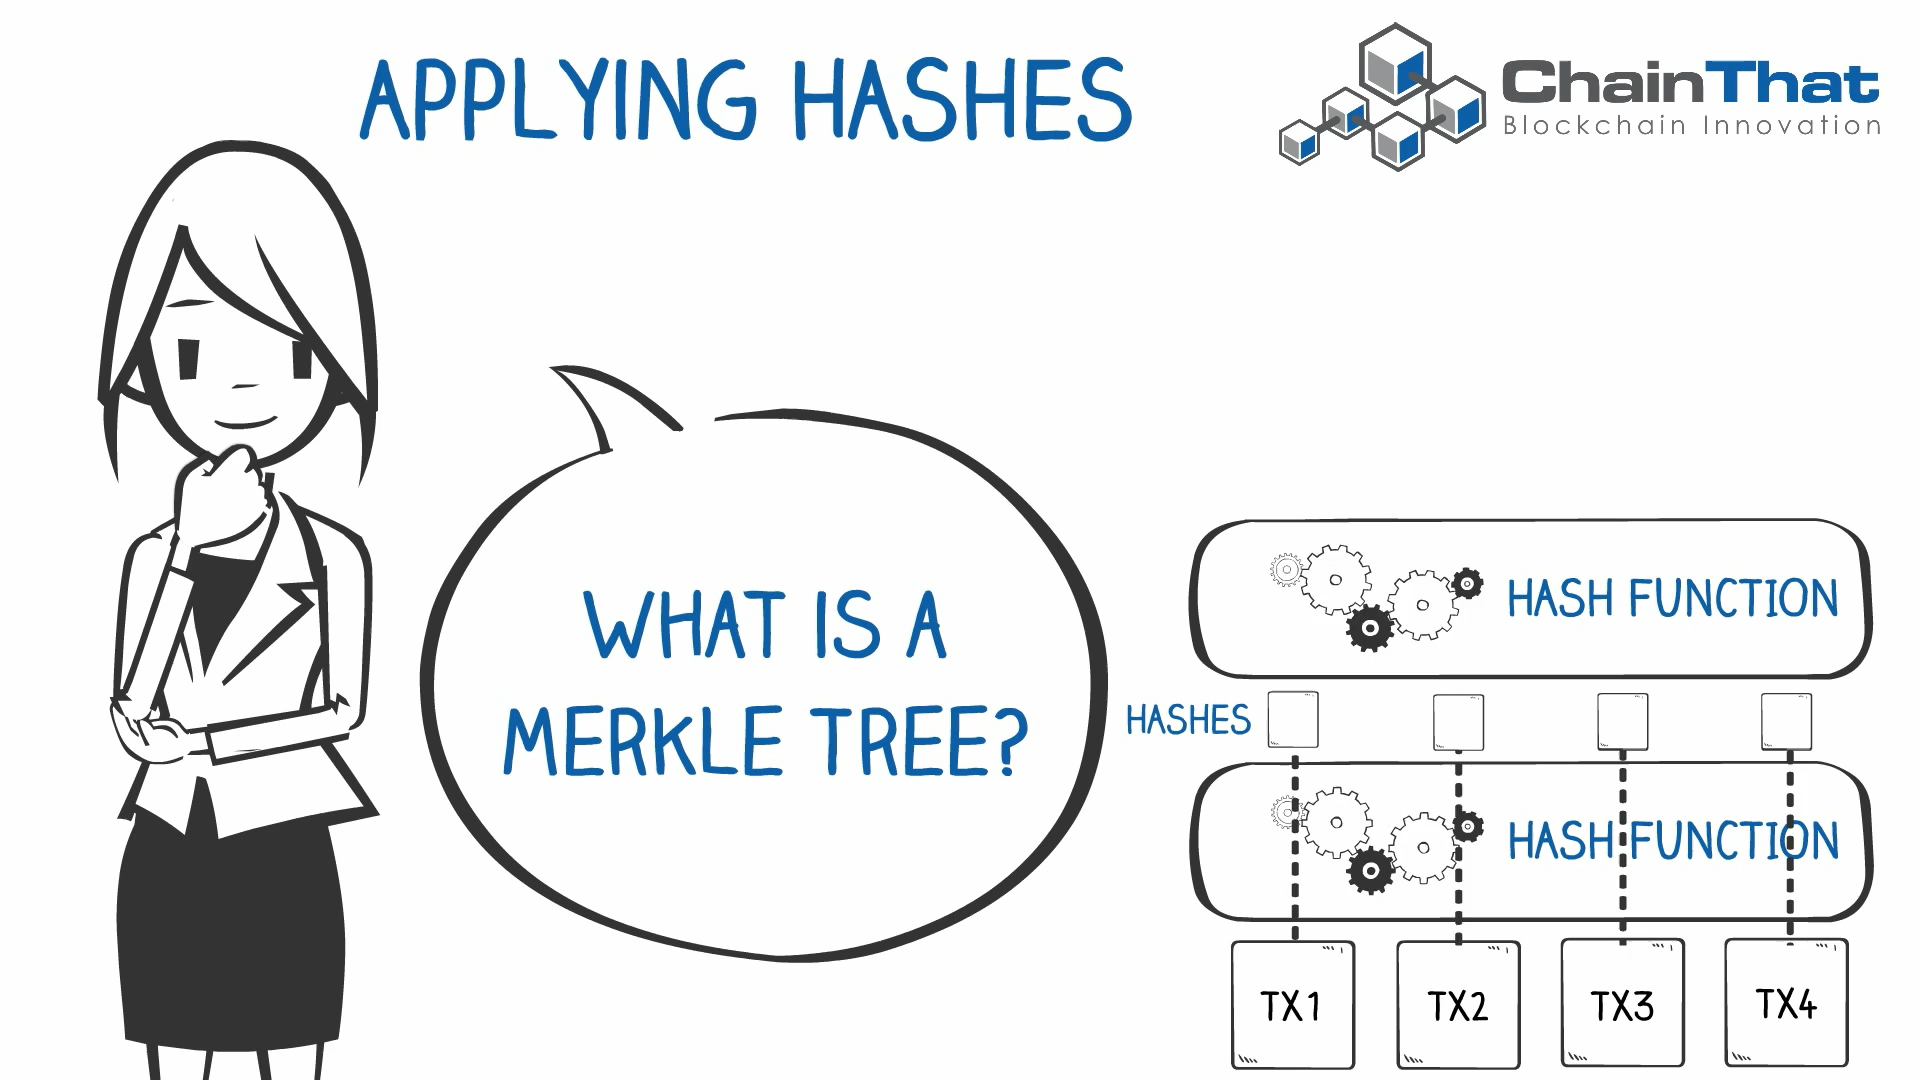 APPLYING HASHES
ChainThat
Blockchain Innovation
WHAT IS A
MERKLE TREE?
HASH FUNCTION
HASHES
HASH FUNCTION
TX1
TX2
TX3
TX4